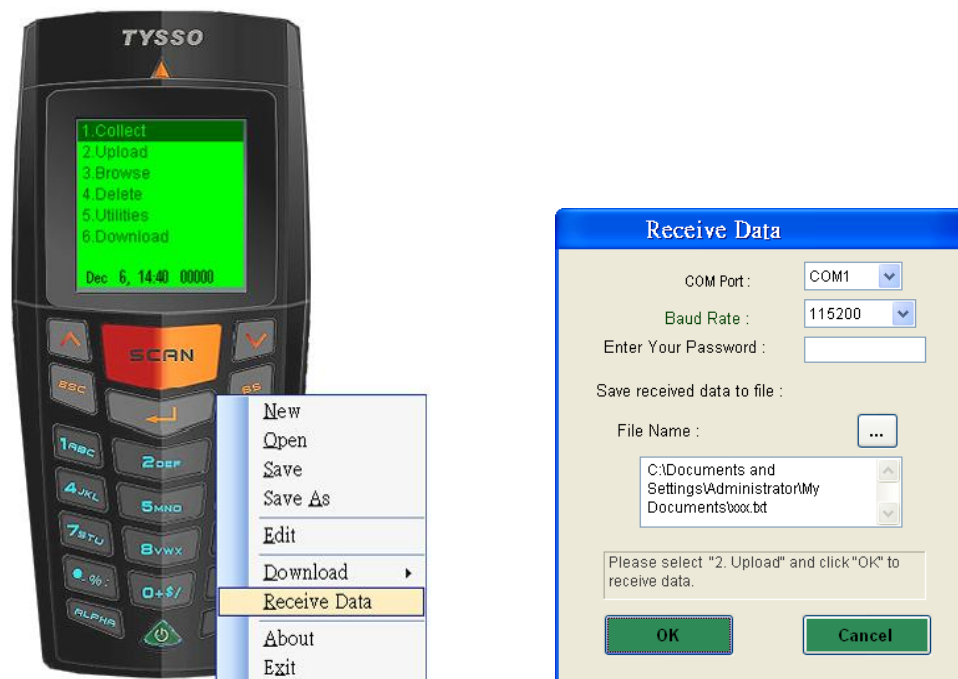 TYSSO
1.Collect
2.Upload
3.Browse
4.Delete
5.Utilities
6.Download
Dec 6, 14:40 00000
SCAN
ESC
BS
1ABC
2DEF
4JKL
5MNO
7STU
8VWX
●-%:
0+$/
ALPHA
New
Open
Save
Save As
Edit
Download
Receive Data
About
Exit
Receive Data
COM Port :
COM1
Baud Rate :
115200
Enter Your Password :
Save received data to file :
File Name :
...
C:\Documents and
Settings\Administrator\My
Documents\xxx.txt
Please select "2. Upload" and click "OK" to
receive data.
OK
Cancel